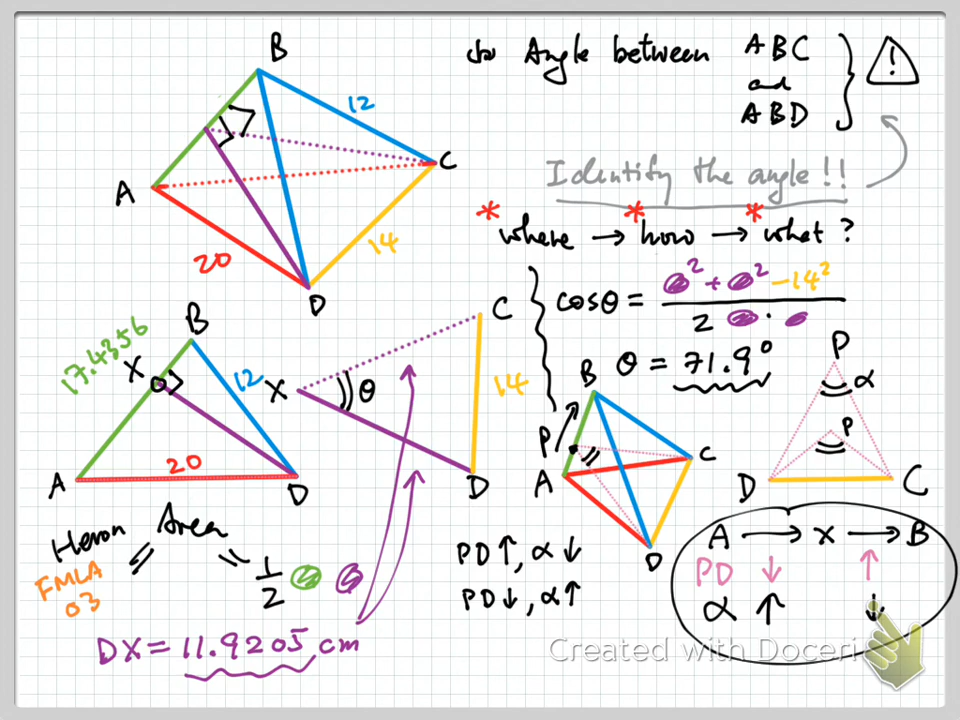 B
12
A
C
20
14
D
b) Angle between ABC
and
ABD
!
Identify the angle!!
* * *
where → how → what?
cosθ = ² + ² - 14²
2 ·
θ = 71.9°
B
17.4356
X
12
A
20
D
C
X
θ
14
D
B
P
A
C
D
P
α
P
D
C
Heron
Area
FMLA
03
1/2
DX = 11.9205 cm
PD↑, α↓
PD↓, α↑
A → X → B
PD ↓ ↑
α ↑ ↓
Created with Doceri